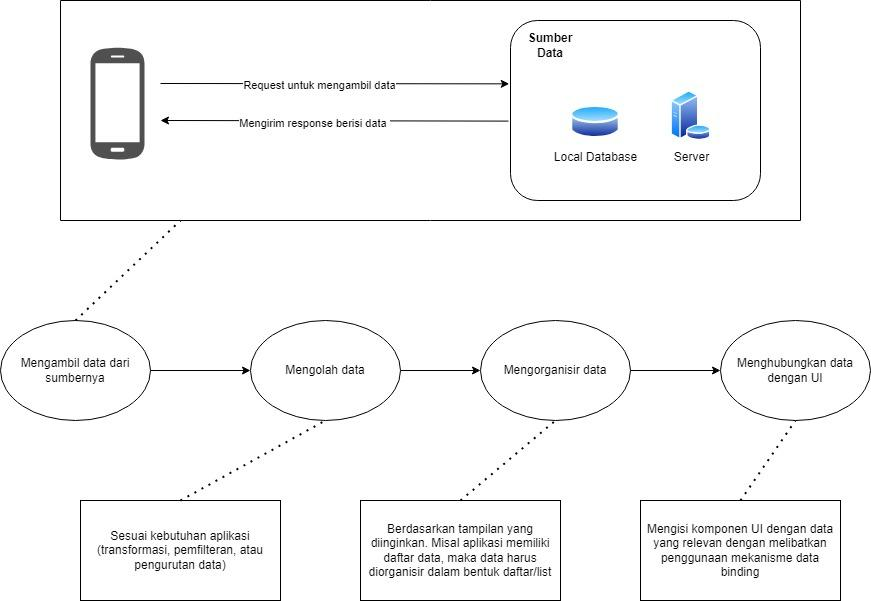 Sumber
Data
Request untuk mengambil data
Mengirim response berisi data
Local Database
Server
Mengambil data dari
sumbernya
Mengolah data
Mengorganisir data
Menghubungkan data
dengan UI
Sesuai kebutuhan aplikasi
(transformasi, pemfilteran, atau
pengurutan data)
Berdasarkan tampilan yang
diinginkan. Misal aplikasi memiliki
daftar data, maka data harus
diorganisir dalam bentuk daftar/list
Mengisi komponen UI dengan data
yang relevan dengan melibatkan
penggunaan mekanisme data
binding